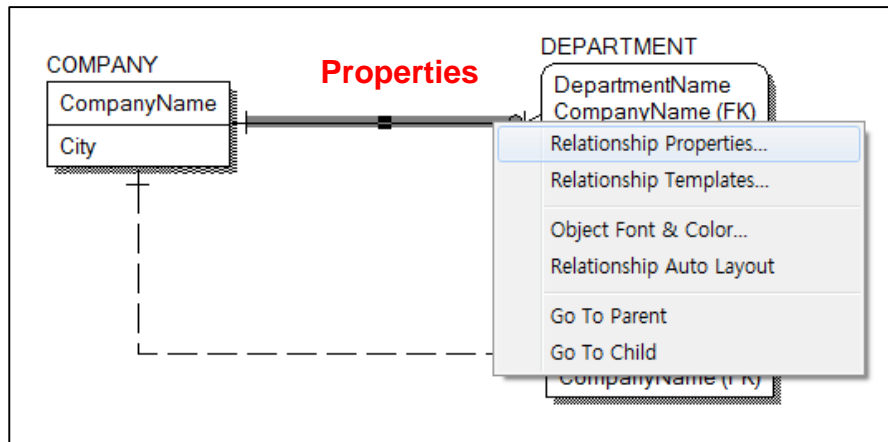 DEPARTMENT
COMPANY
Properties
DepartmentName
CompanyName
CompanyName (FK)
City
Relationship Properties...
Relationship Templates...
Object Font & Color...
Relationship Auto Layout
Go To Parent
Go To Child
CompanyName (FK)